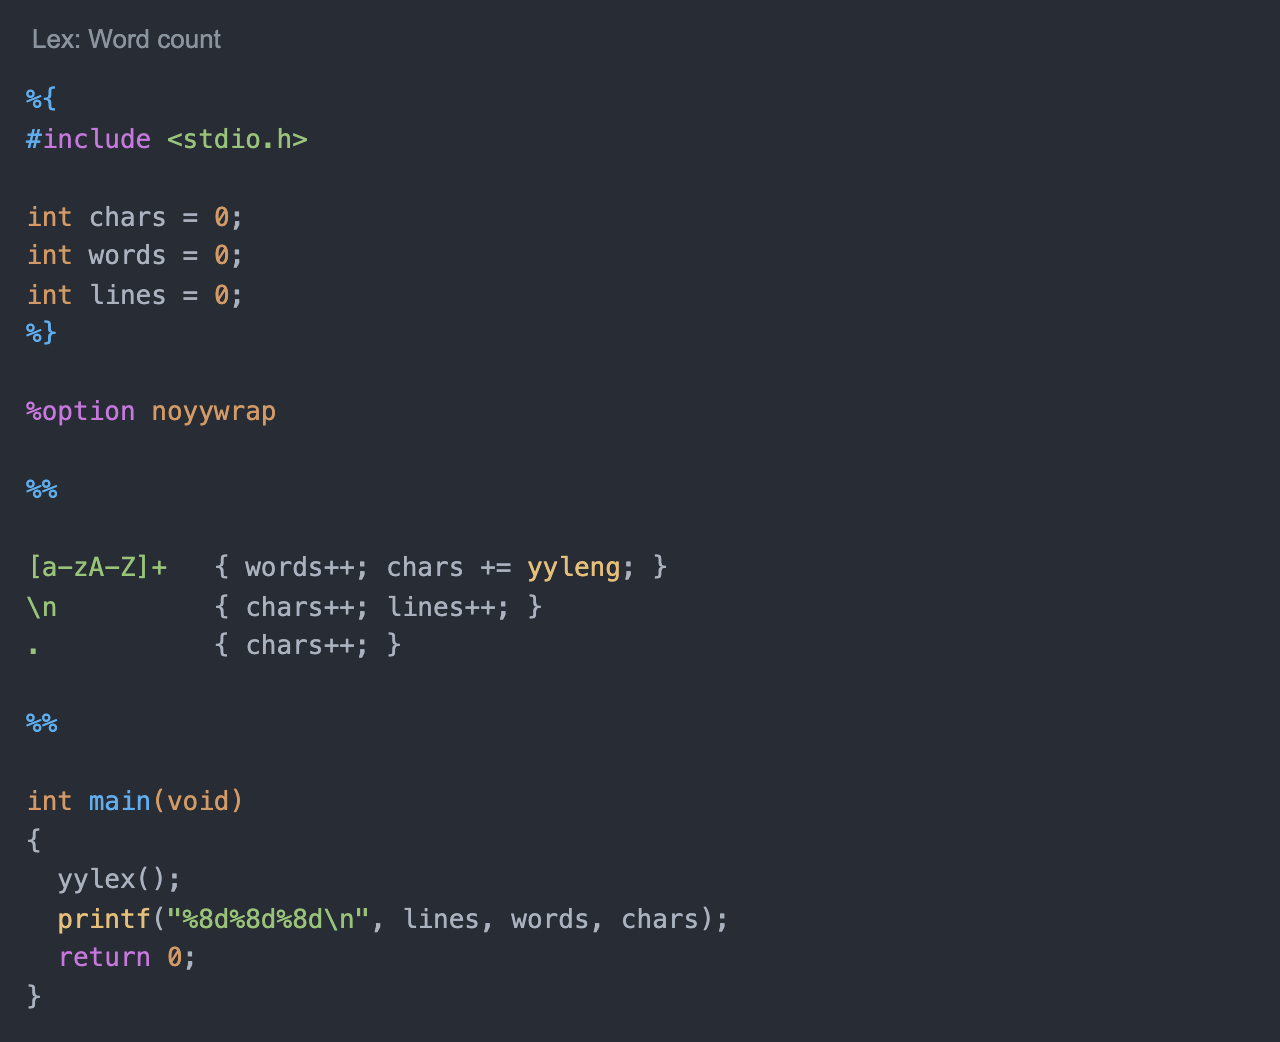 Lex: Word count
%{
#include <stdio.h>
int chars = 0;
int words = 0;
int lines = 0;
%}
%option noyywrap
%%
[a-zA-Z]+   { words++; chars += yyleng; }
\n          { chars++; lines++; }
.           { chars++; }
%%
int main(void)
{
  yylex();
  printf("%8d%8d%8d\n", lines, words, chars);
  return 0;
}